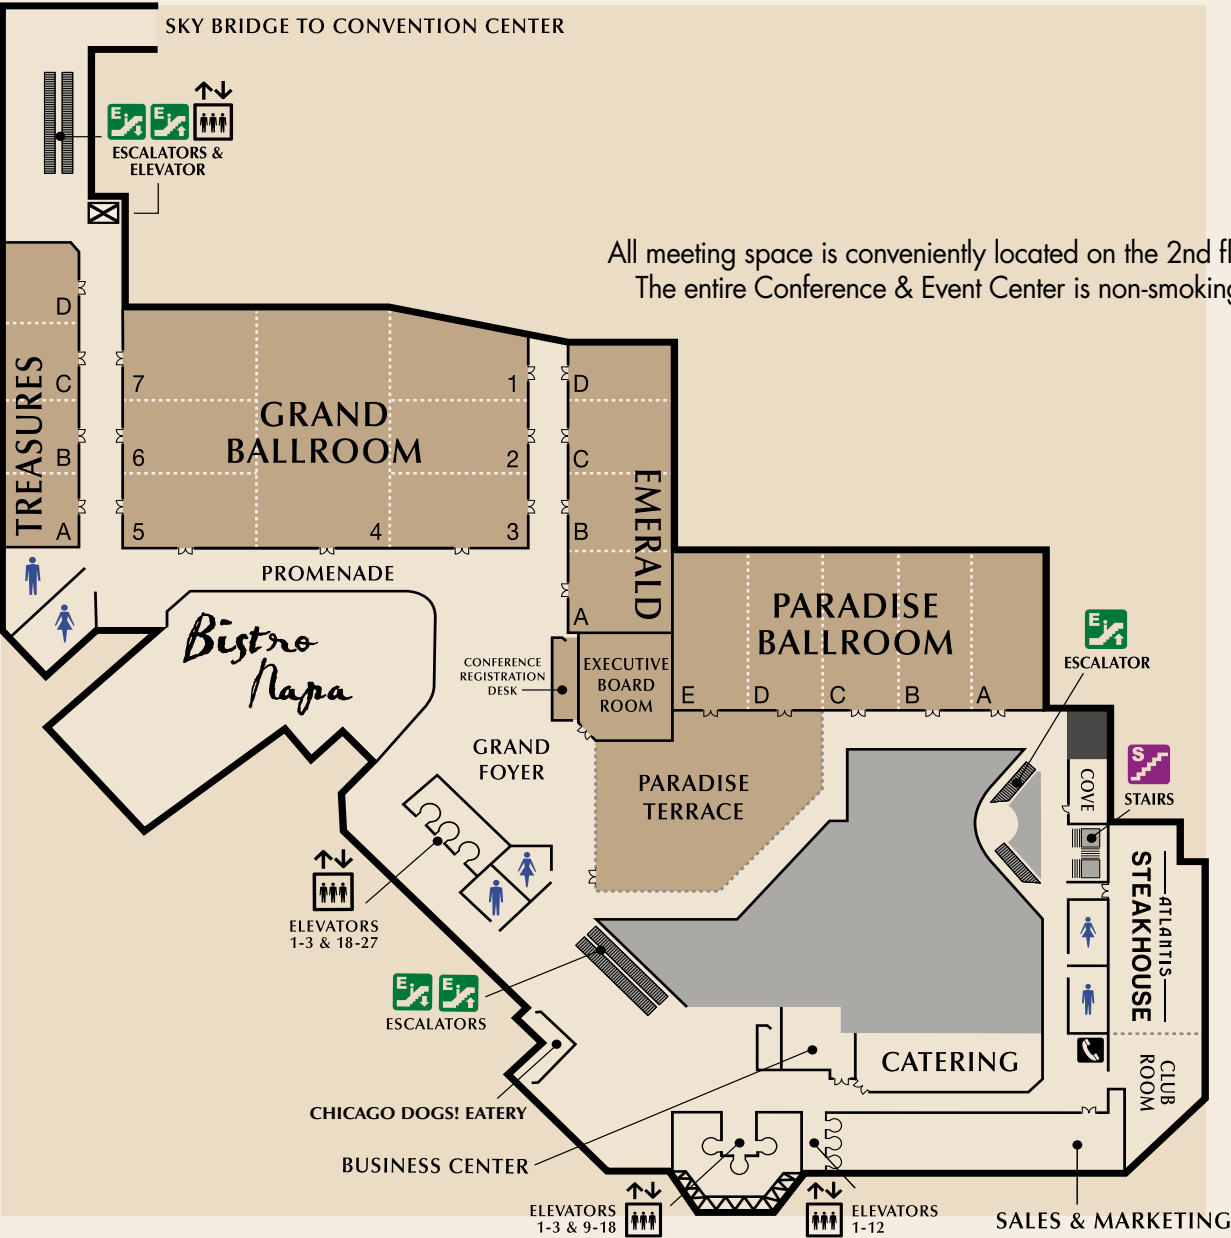 SKY BRIDGE TO CONVENTION CENTER
E E
ESCALATORS &
ELEVATOR
All meeting space is conveniently located on the 2nd fl
The entire Conference & Event Center is non-smoking
TREASURES
D
C
B
A
GRAND
BALLROOM
7
1
6
2
5
4
3
EMERALD
D
C
B
A
PROMENADE
Bistro
Napa
CONFERENCE
REGISTRATION
DESK
EXECUTIVE
BOARD
ROOM
PARADISE
BALLROOM
E
D
C
B
A
E
ESCALATOR
GRAND
FOYER
PARADISE
TERRACE
COVE
S
STAIRS
ATLANTIS
STEAKHOUSE
ELEVATORS
1-3 & 18-27
E E
ESCALATORS
CATERING
CLUB
ROOM
CHICAGO DOGS! EATERY
BUSINESS CENTER
ELEVATORS
1-3 & 9-18
ELEVATORS
1-12
SALES & MARKETING